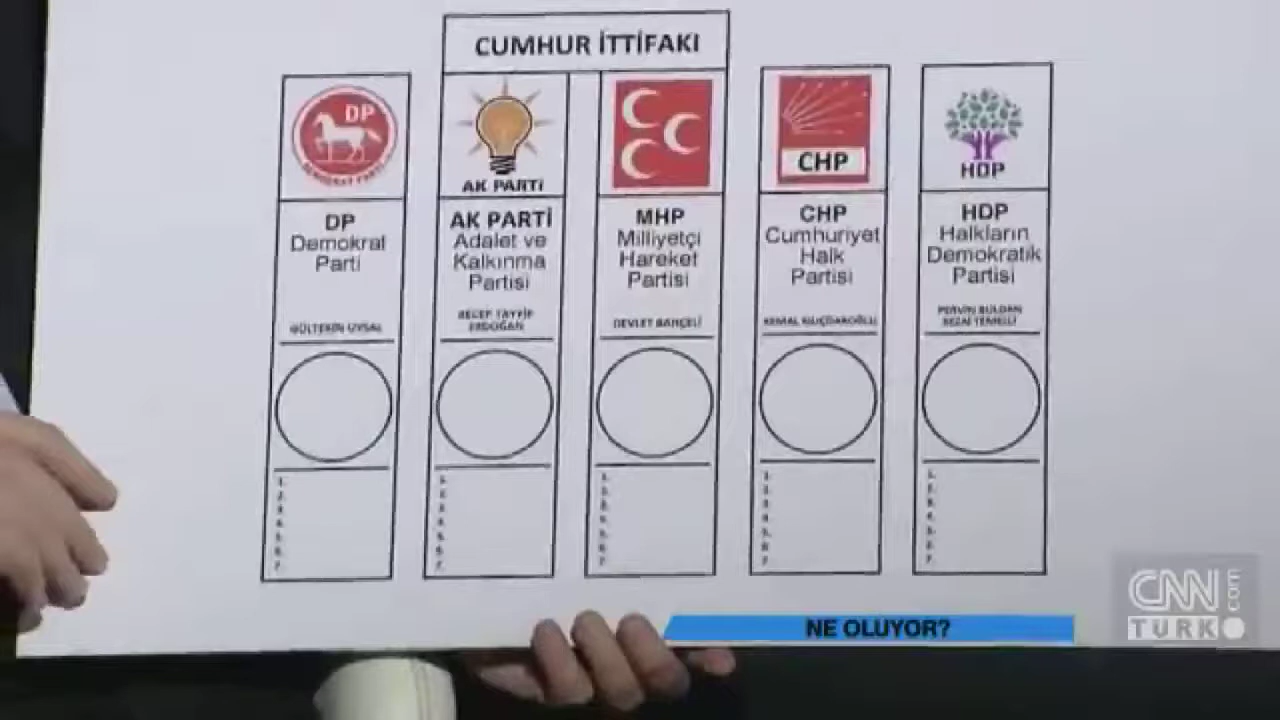 CUMHUR İTTİFAKI
DP
AK PARTİ
CHP
HDP
DP
Demokrat
Parti
GÜLTEKİN UYSAL
AK PARTİ
Adalet ve
Kalkınma
Partisi
RECEP TAYYİP
ERDOĞAN
MHP
Milliyetçi
Hareket
Partisi
DEVLET BAHÇELİ
CHP
Cumhuriyet
Halk
Partisi
KEMAL KILIÇDAROĞLU
HDP
Halkların
Demokratik
Partisi
PERVİN BULDAN
SEZAİ TEMELLİ
NE OLUYOR?
CNN
TURK
.com